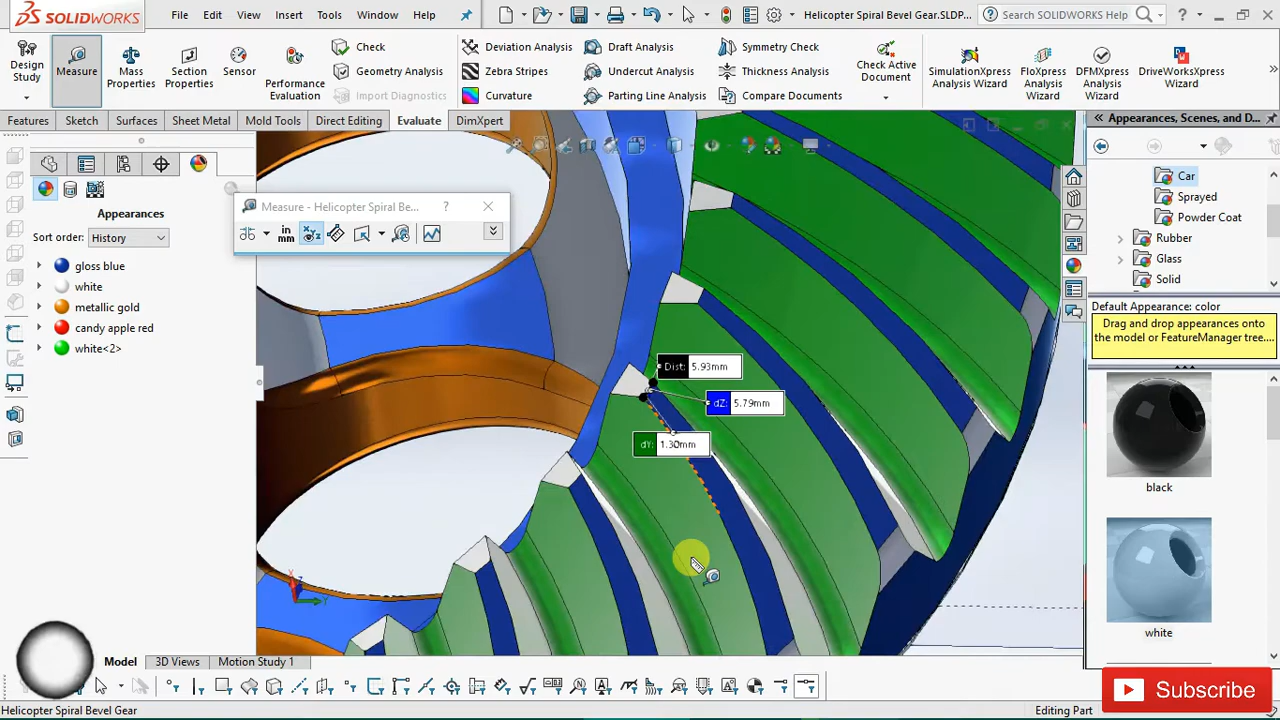 SOLIDWORKS
File
Edit
View
Insert
Tools
Window
Help
Helicopter Spiral Bevel Gear.SLDP...
Search SOLIDWORKS Help
Design Study
Measure
Mass Properties
Section Properties
Sensor
Performance Evaluation
Check
Geometry Analysis
Import Diagnostics
Deviation Analysis
Zebra Stripes
Curvature
Draft Analysis
Undercut Analysis
Parting Line Analysis
Symmetry Check
Thickness Analysis
Compare Documents
Check Active Document
SimulationXpress Analysis Wizard
FloXpress Analysis Wizard
DFMXpress Analysis Wizard
DriveWorksXpress Wizard
Features
Sketch
Surfaces
Sheet Metal
Mold Tools
Direct Editing
Evaluate
DimXpert
Appearances, Scenes, and D...
Measure - Helicopter Spiral Be...
in
mm
Appearances
Sort order:
History
gloss blue
white
metallic gold
candy apple red
white<2>
Dist: 5.93mm
dZ: 5.79mm
dY: 1.30mm
Car
Sprayed
Powder Coat
Rubber
Glass
Solid
Default Appearance: color
Drag and drop appearances onto
the model or FeatureManager tree....
black
white
Model
3D Views
Motion Study 1
Subscribe
Helicopter Spiral Bevel Gear
Editing Part